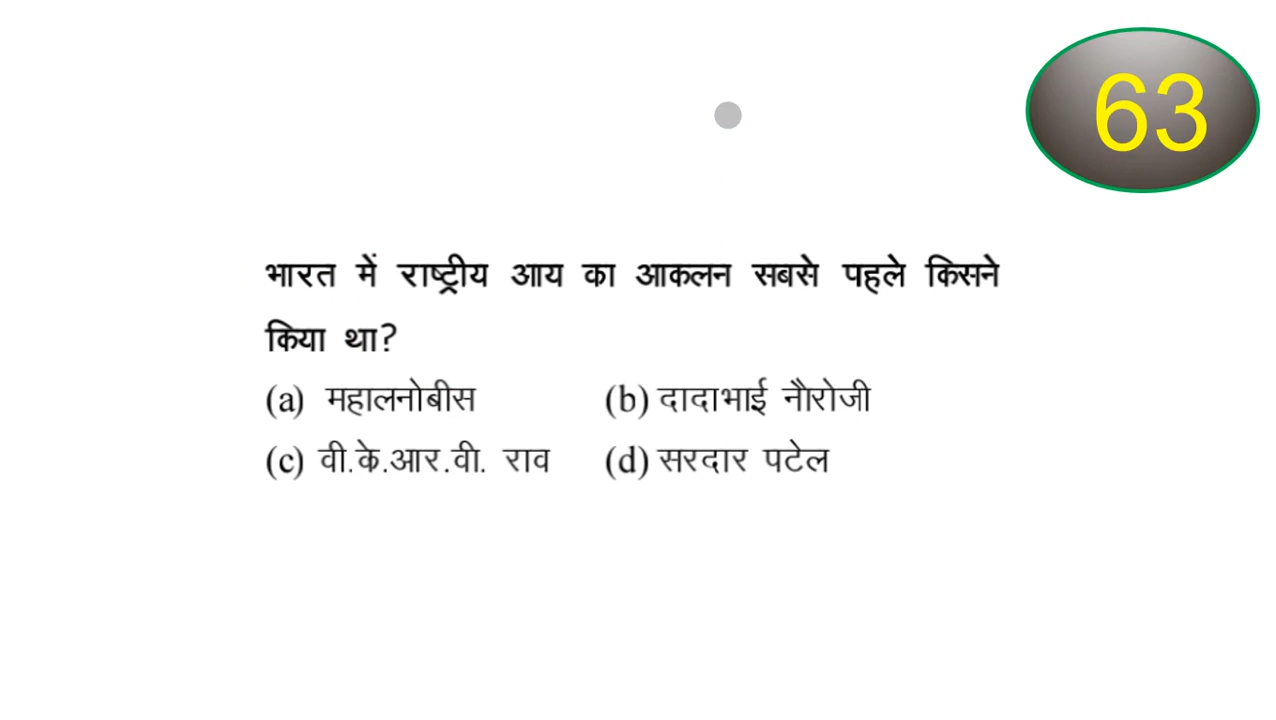 63
भारत में राष्ट्रीय आय का आकलन सबसे पहले किसने
किया था?
(a) महालनोबीस (b) दादाभाई नौरोजी
(c) वी.के.आर.वी. राव (d) सरदार पटेल